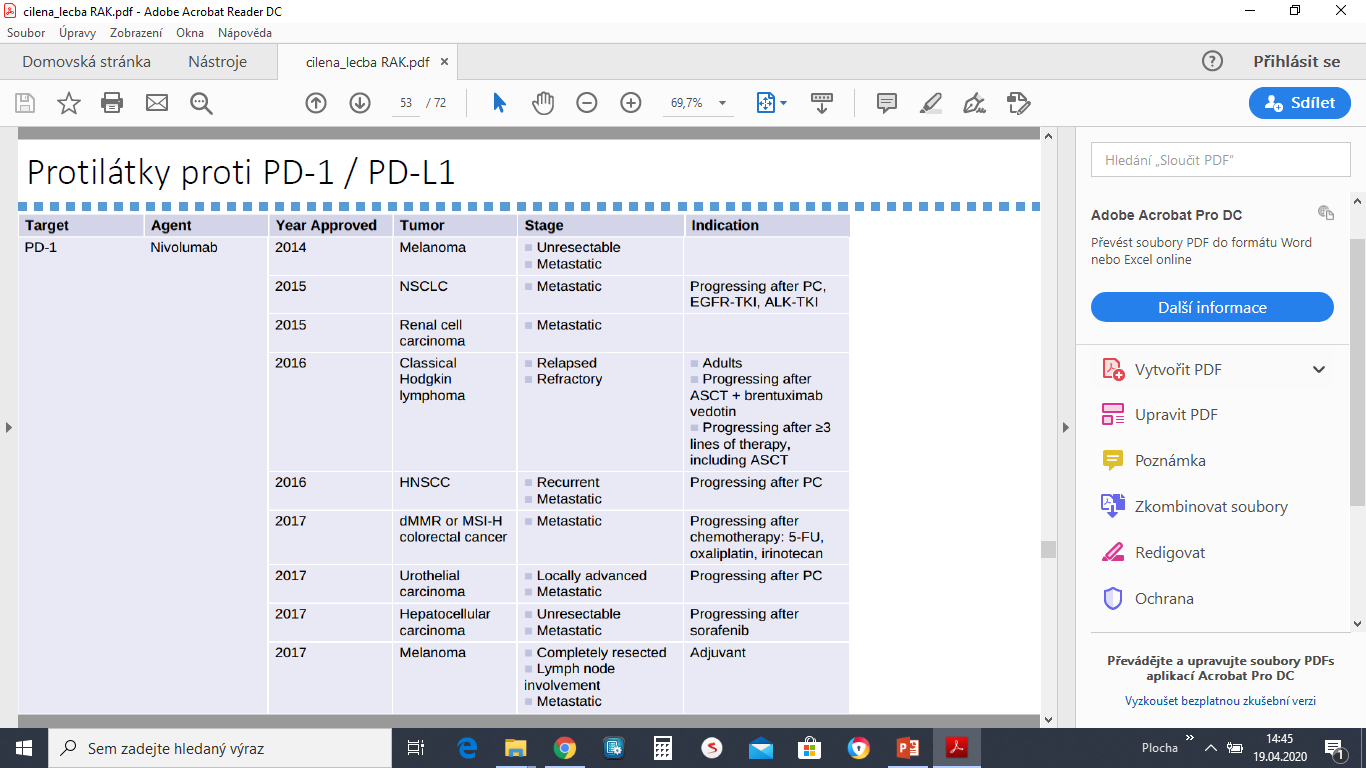 cilena_lecba RAK.pdf - Adobe Acrobat Reader DC
Soubor Úpravy Zobrazení Okna Nápověda
Domovská stránka Nástroje cilena_lecba RAK.pdf × Přihlásit se
53 / 72 69,7% Sdílet
Protilátky proti PD-1 / PD-L1
Target Agent Year Approved Tumor Stage Indication
PD-1 Nivolumab 2014 Melanoma Unresectable
Metastatic
2015 NSCLC Metastatic Progressing after PC,
EGFR-TKI, ALK-TKI
2015 Renal cell Metastatic
carcinoma
2016 Classical Relapsed Adults
Hodgkin Refractory Progressing after
lymphoma ASCT + brentuximab
vedotin
Progressing after ≥3
lines of therapy,
including ASCT
2016 HNSCC Recurrent Progressing after PC
Metastatic
2017 dMMR or MSI-H Metastatic Progressing after
colorectal cancer chemotherapy: 5-FU,
oxaliplatin, irinotecan
2017 Urothelial Locally advanced Progressing after PC
carcinoma Metastatic
2017 Hepatocellular Unresectable Progressing after
carcinoma Metastatic sorafenib
2017 Melanoma Completely resected Adjuvant
Lymph node
involvement
Metastatic
Hledání „Sloučit PDF"
Adobe Acrobat Pro DC
Převést soubory PDF do formátu Word
nebo Excel online
Další informace
Vytvořit PDF
Upravit PDF
Poznámka
Zkombinovat soubory
Redigovat
Ochrana
Převádějte a upravujte soubory PDFs
aplikací Acrobat Pro DC
Vyzkoušet bezplatnou zkušební verzi
Sem zadejte hledaný výraz
Plocha » 14:45
19.04.2020
1